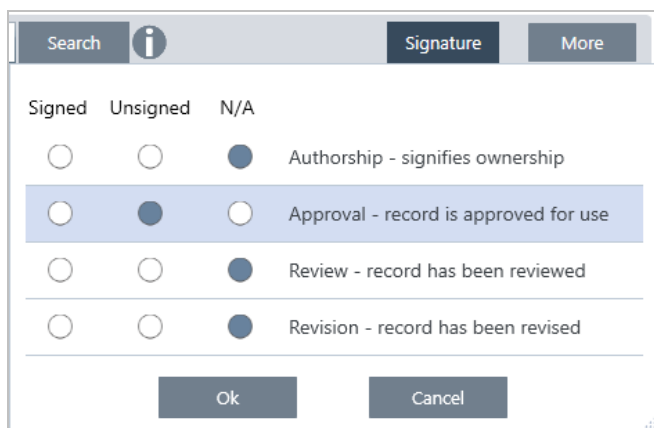 Search i Signature More
Signed Unsigned N/A
Authorship - signifies ownership
Approval - record is approved for use
Review - record has been reviewed
Revision - record has been revised
Ok Cancel